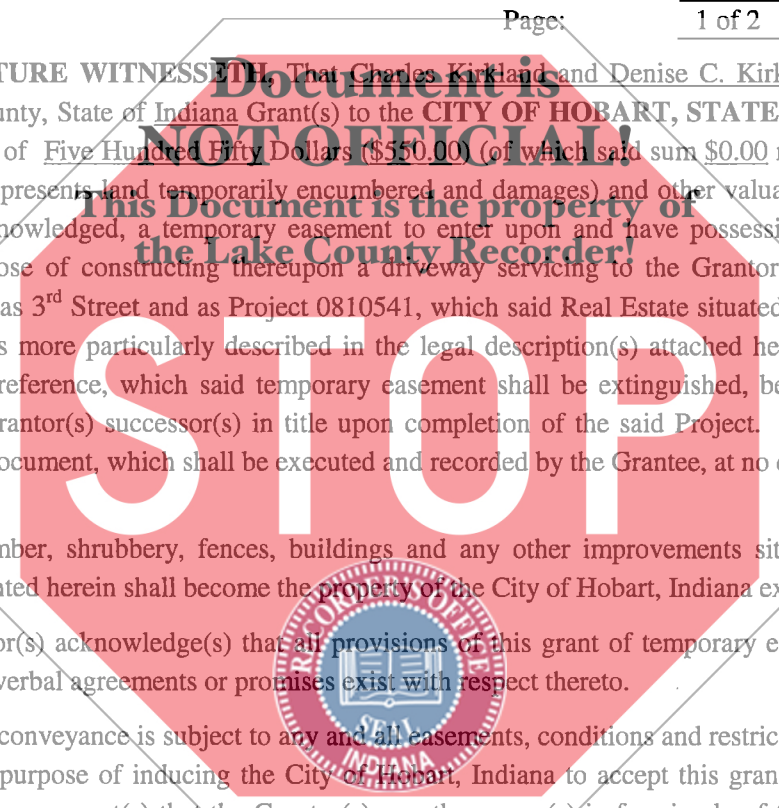 Page: 1 of 2
TURE WITNESSETH, That Charles Kirkland and Denise C. Kirk
unty, State of Indiana Grant(s) to the CITY OF HOBART, STATE
of Five Hundred Fifty Dollars ($550.00) (of which said sum $0.00
presents land temporarily encumbered and damages) and other valua
nowledged, a temporary easement to enter upon and have possessi
ose of constructing thereupon a driveway servicing to the Grantor
as 3rd Street and as Project 0810541, which said Real Estate situated
s more particularly described in the legal description(s) attached he
reference, which said temporary easement shall be extinguished, be
rantor(s) successor(s) in title upon completion of the said Project.
ocument, which shall be executed and recorded by the Grantee, at no
mber, shrubbery, fences, buildings and any other improvements sit
ated herein shall become the property of the City of Hobart, Indiana ex
or(s) acknowledge(s) that all provisions of this grant of temporary e
verbal agreements or promises exist with respect thereto.
conveyance is subject to any and all easements, conditions and restric
purpose of inducing the City of Hobart, Indiana to accept this gran
Document is
NOT OFFICIAL!
This Document is the property of
the Lake County Recorder!
STOP
RCORDER'S OFFICE
SEAL
INDIANA